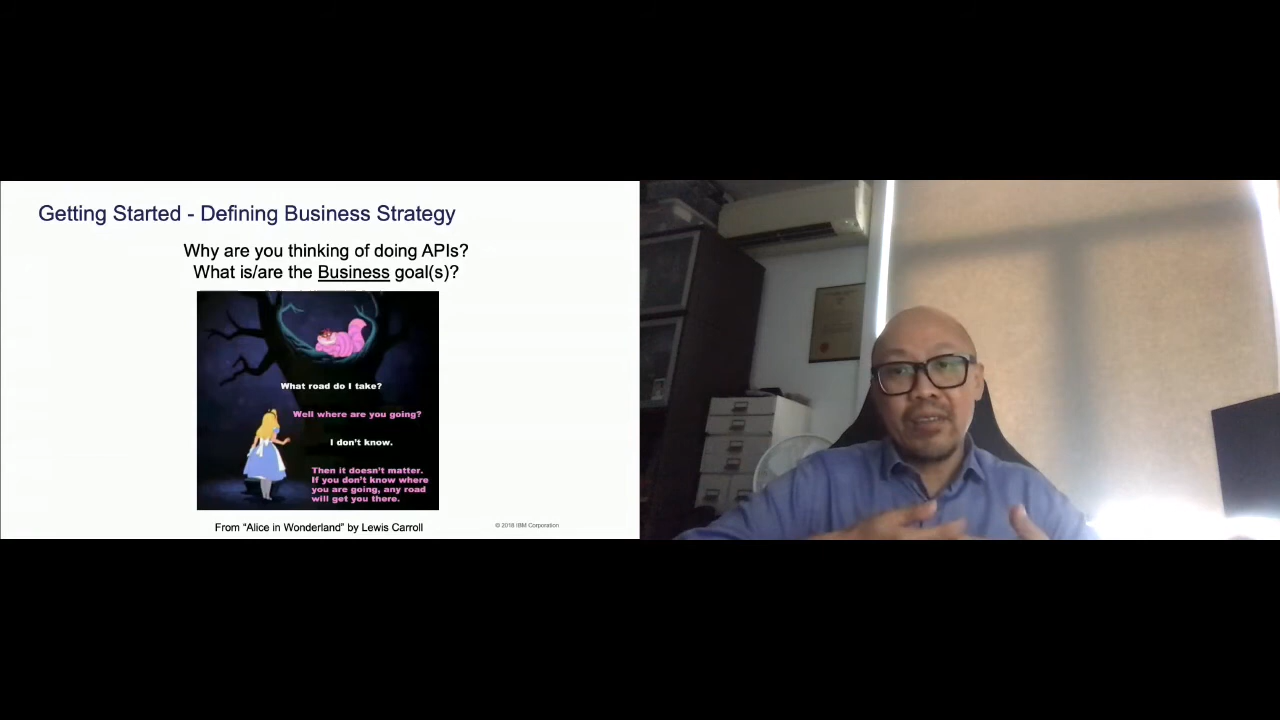 Getting Started - Defining Business Strategy
Why are you thinking of doing APIs?
What is/are the Business goal(s)?
What road do I take?
Well where are you going?
I don't know.
Then it doesn't matter.
If you don't know where
you are going, any road
will get you there.
From "Alice in Wonderland" by Lewis Carroll
© 2018 IBM Corporation